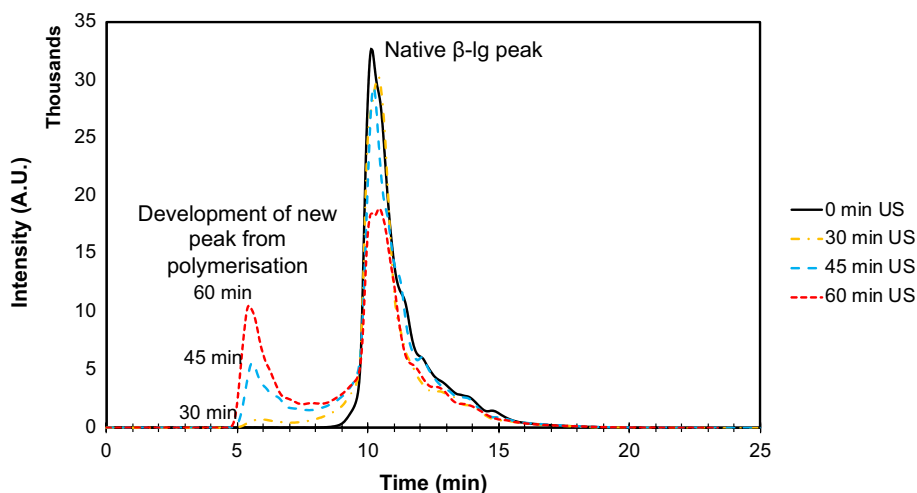 35
30
25
20
15
10
5
0
Thousands
Intensity (A.U.)
Native β-lg peak
Development of new
peak from
polymerisation
60 min
45 min
30 min
0 min US
30 min US
45 min US
60 min US
0
5
10
15
20
25
Time (min)